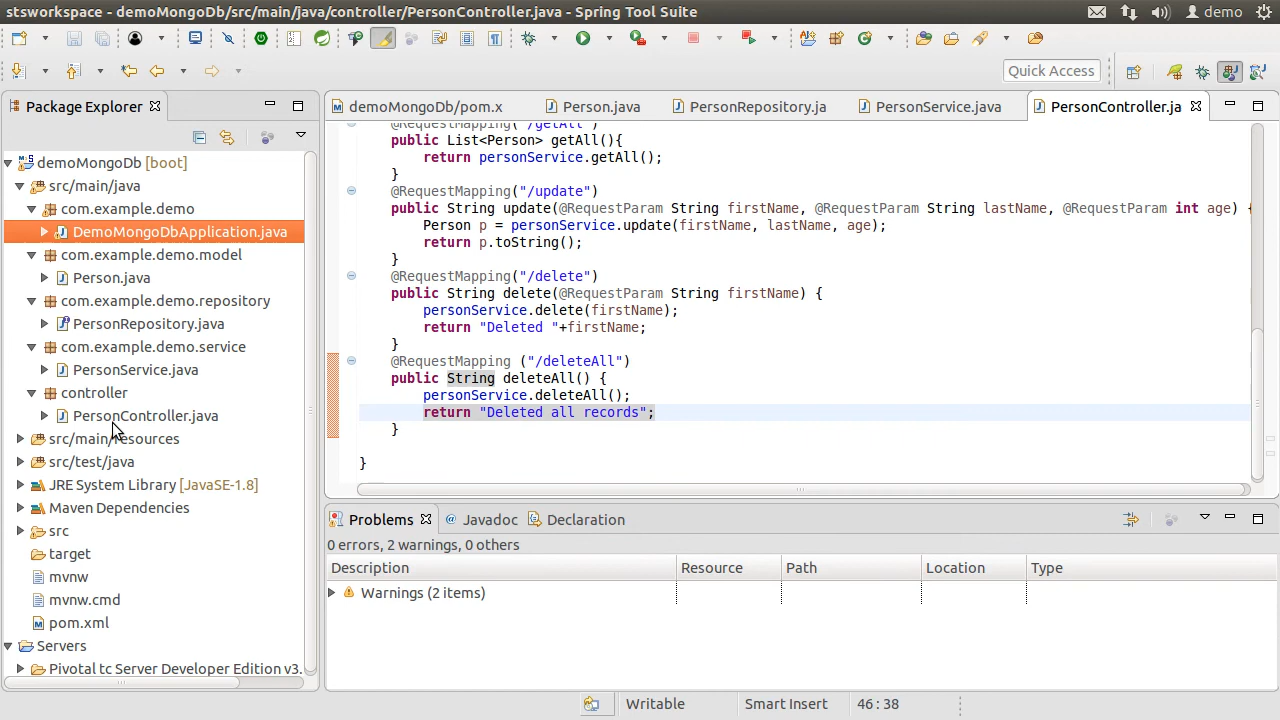 stsworkspace - demoMongoDb/src/main/java/controller/PersonController.java - Spring Tool Suite
demo
Quick Access
Package Explorer
demoMongoDb/pom.x
Person.java
PersonRepository.ja
PersonService.java
PersonController.ja
demoMongoDb [boot]
src/main/java
com.example.demo
DemoMongoDbApplication.java
com.example.demo.model
Person.java
com.example.demo.repository
PersonRepository.java
com.example.demo.service
PersonService.java
controller
PersonController.java
src/main/resources
src/test/java
JRE System Library [JavaSE-1.8]
Maven Dependencies
src
target
mvnw
mvnw.cmd
pom.xml
Servers
Pivotal tc Server Developer Edition v3.
@RequestMapping("/getAll")
public List<Person> getAll(){
return personService.getAll();
}
@RequestMapping("/update")
public String update(@RequestParam String firstName, @RequestParam String lastName, @RequestParam int age) {
Person p = personService.update(firstName, lastName, age);
return p.toString();
}
@RequestMapping("/delete")
public String delete(@RequestParam String firstName) {
personService.delete(firstName);
return "Deleted "+firstName;
}
@RequestMapping ("/deleteAll")
public String deleteAll() {
personService.deleteAll();
return "Deleted all records";
}
}
Problems
Javadoc
Declaration
0 errors, 2 warnings, 0 others
Description Resource Path Location Type
Warnings (2 items)
Writable
Smart Insert
46 : 38